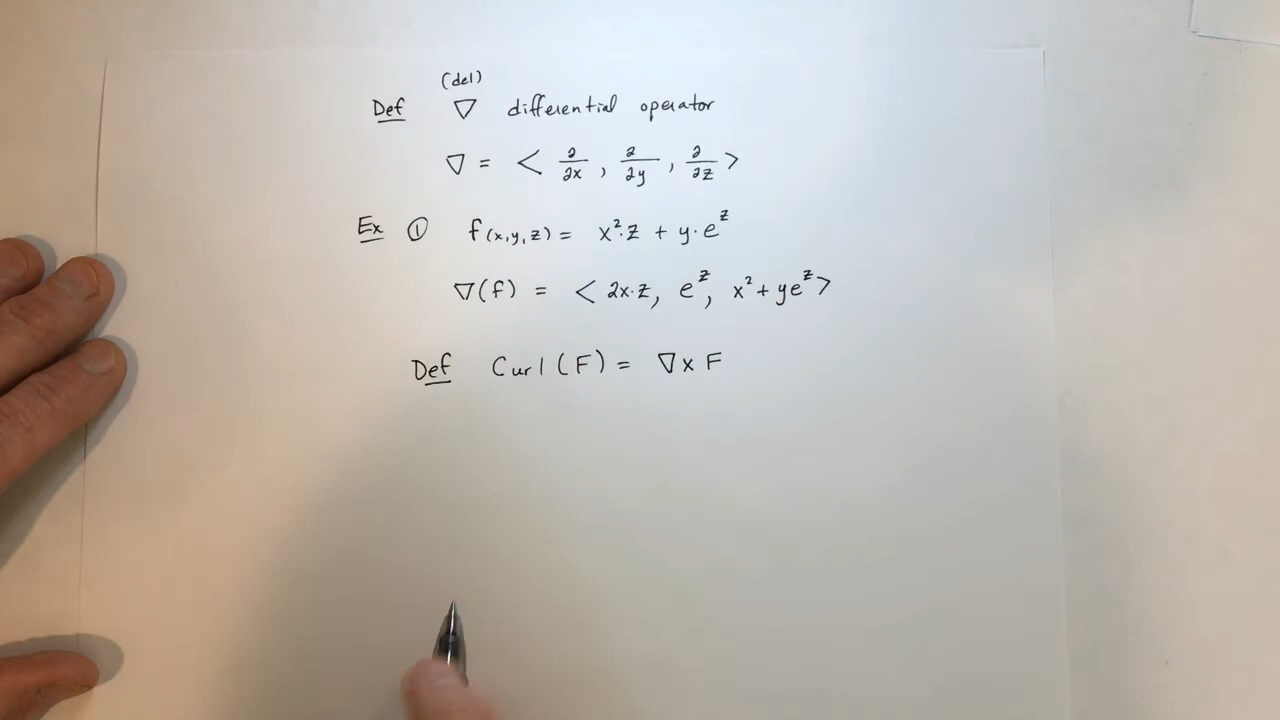 (del)
Def ∇ differential operator
∇ = < ∂/∂x , ∂/∂y , ∂/∂z >
Ex ① f(x,y,z) = x²·z + y·e^z
∇(f) = < 2x·z, e^z, x² + ye^z >
Def Curl(F) = ∇×F